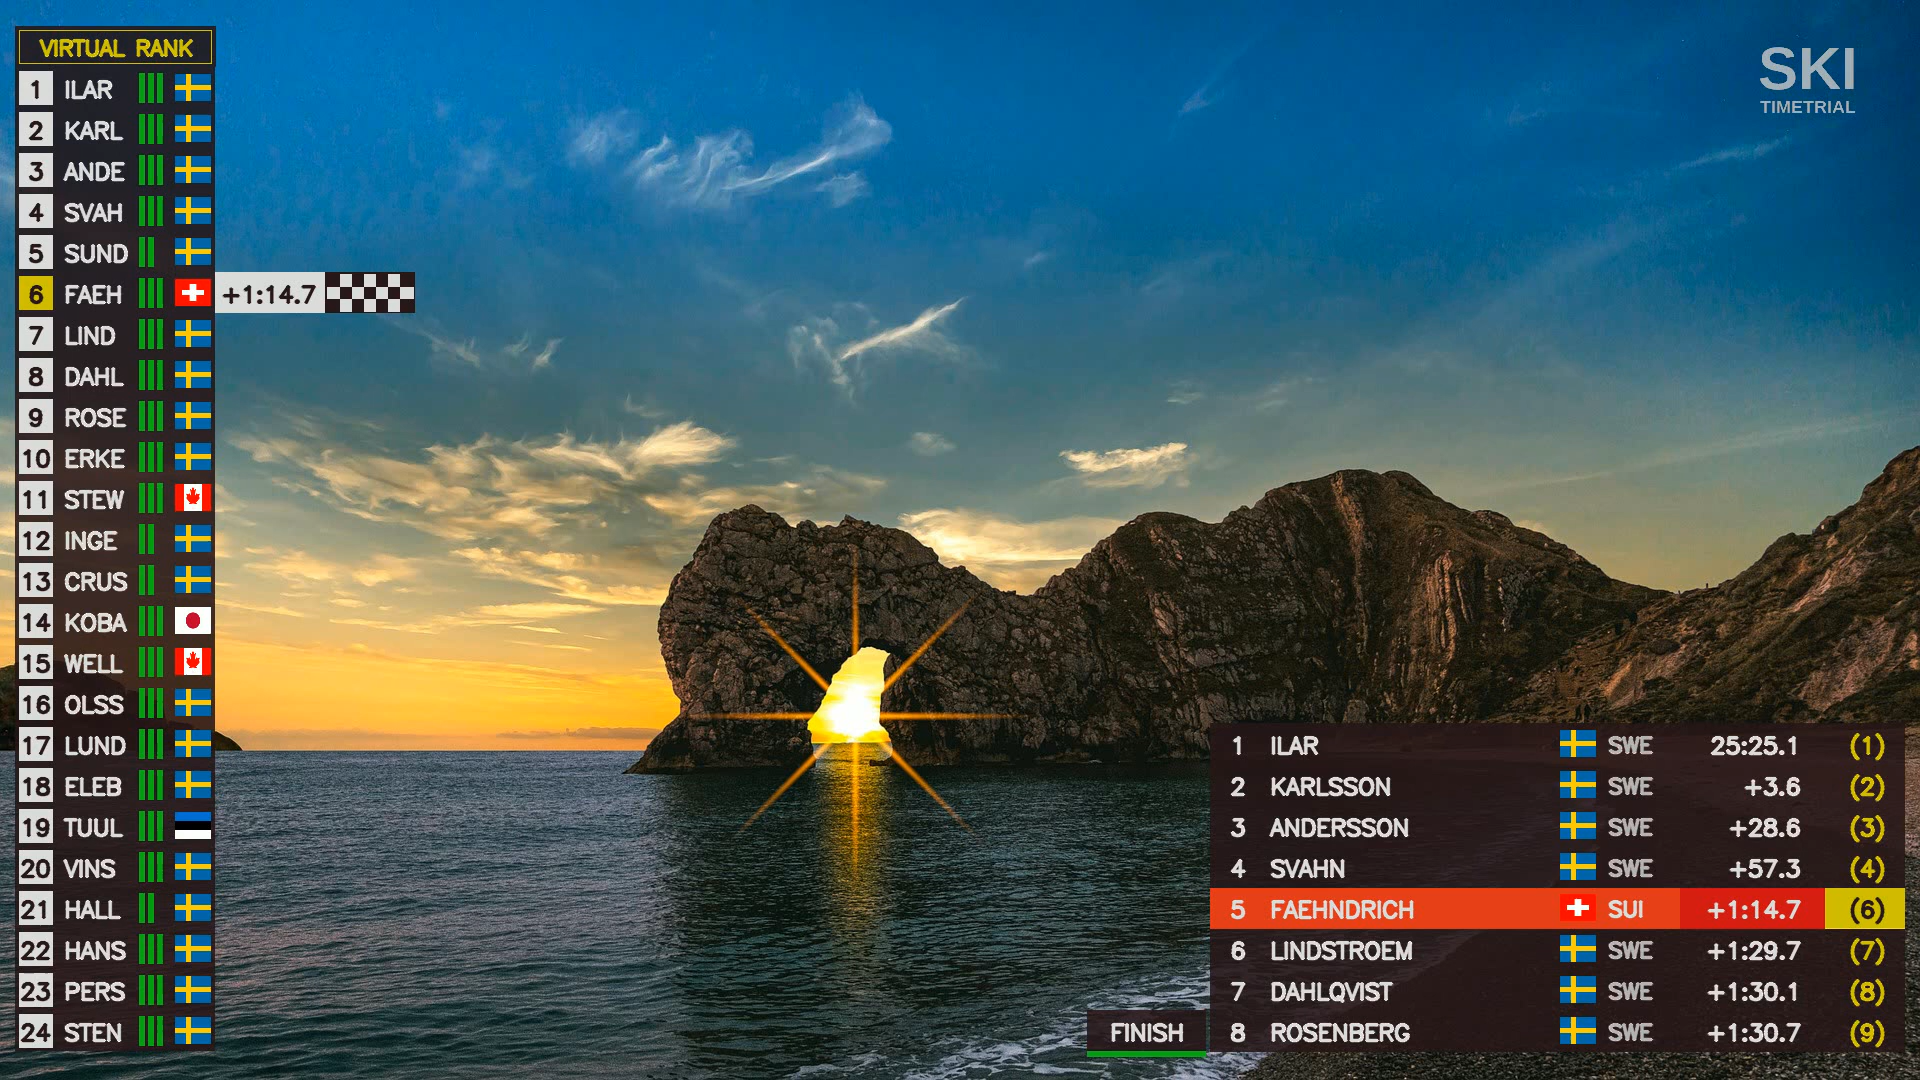 VIRTUAL RANK
1 ILAR
2 KARL
3 ANDE
4 SVAH
5 SUND
6 FAEH +1:14.7
7 LIND
8 DAHL
9 ROSE
10 ERKE
11 STEW
12 INGE
13 CRUS
14 KOBA
15 WELL
16 OLSS
17 LUND
18 ELEB
19 TUUL
20 VINS
21 HALL
22 HANS
23 PERS
24 STEN
SKI
TIMETRIAL
1 ILAR SWE 25:25.1 (1)
2 KARLSSON SWE +3.6 (2)
3 ANDERSSON SWE +28.6 (3)
4 SVAHN SWE +57.3 (4)
5 FAEHNDRICH SUI +1:14.7 (6)
6 LINDSTROEM SWE +1:29.7 (7)
7 DAHLQVIST SWE +1:30.1 (8)
8 ROSENBERG SWE +1:30.7 (9)
FINISH